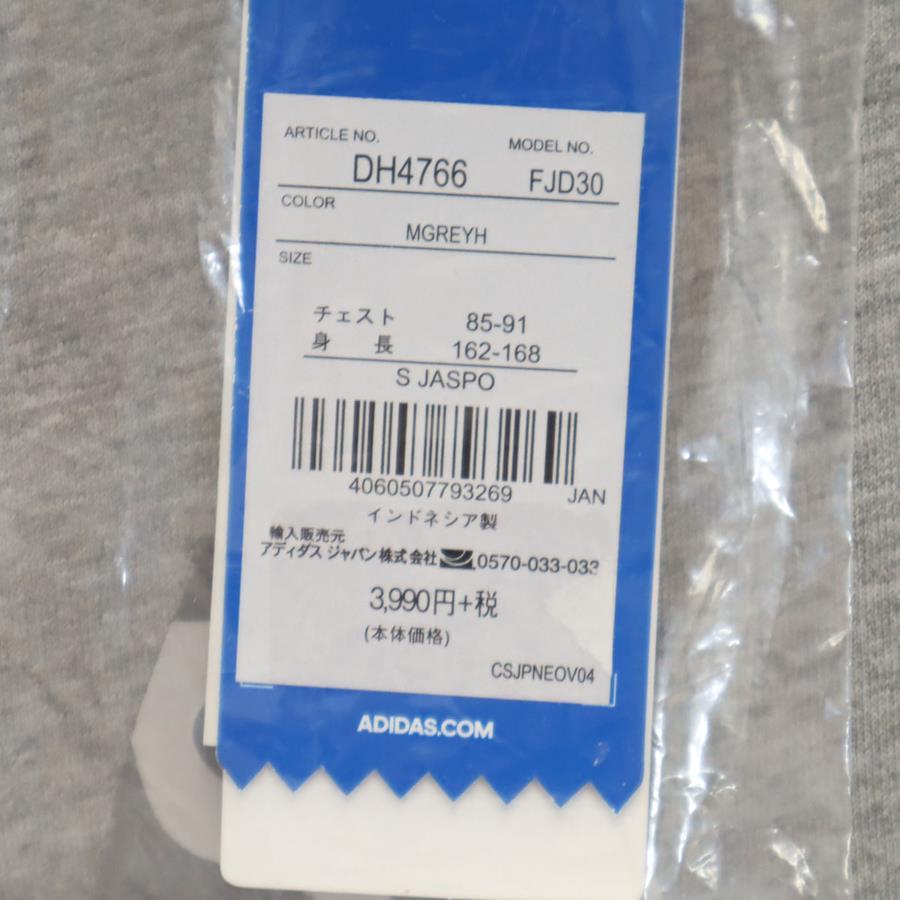 ARTICLE NO. MODEL NO.
DH4766 FJD30
COLOR
MGREYH
SIZE
チェスト 85-91
身 長 162-168
S JASPO
4060507793269 JAN
インドネシア製
輸入販売元
アディダス ジャパン株式会社 0570-033-033
3,990円+税
(本体価格)
CSJPNEOV04
ADIDAS.COM